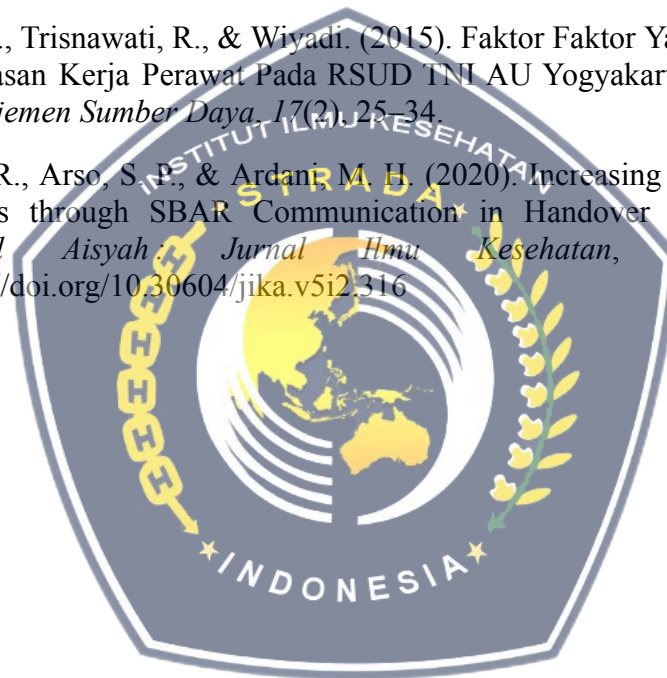 ., Trisnawati, R., & Wiyadi. (2015). Faktor Faktor Ya
asan Kerja Perawat Pada RSUD TNI AU Yogyakar
jemen Sumber Daya, 17(2), 25–34.
INSTITUT ILMU KESEHATAN
R., Arso, S. P., & Ardani, M. H. (2020). Increasing
STRADA
s through SBAR Communication in Handover
l Aisyah : Jurnal Ilmu Kesehatan,
//doi.org/10.30604/jika.v5i2.316
INDONESIA